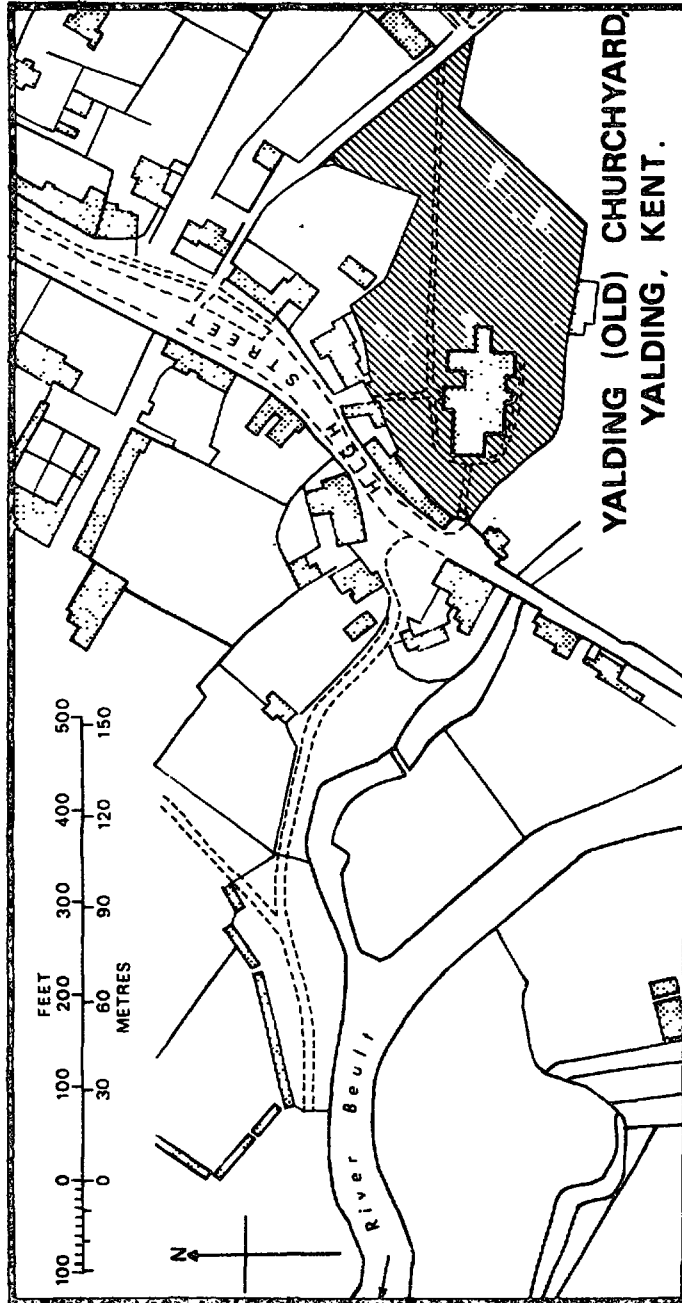 YALDING (OLD) CHURCHYARD,
YALDING, KENT.
FEET
100 0 100 200 300 400 500
0 30 60 90 120 150
METRES
N
HIGH STREET
River Beult